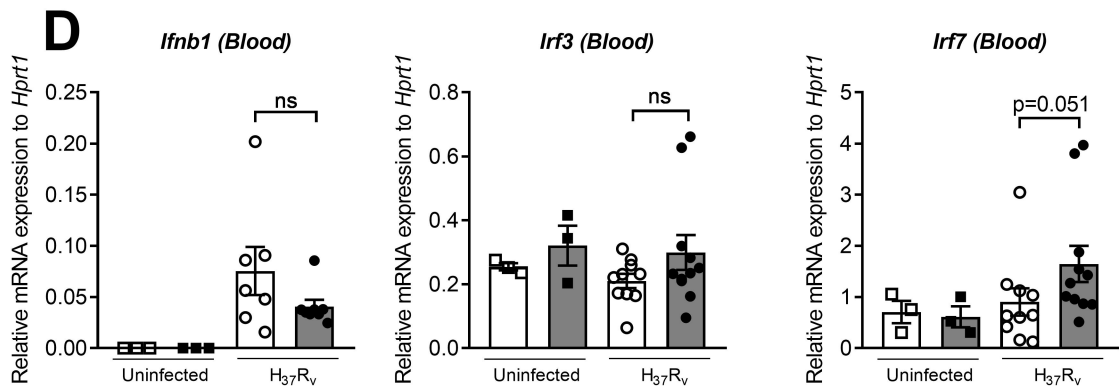 D
Ifnb1 (Blood)
Relative mRNA expression to Hprt1
0.25
0.20
0.15
0.10
0.05
0.00
ns
Uninfected
H37Rv
Irf3 (Blood)
Relative mRNA expression to Hprt1
0.8
0.6
0.4
0.2
0.0
ns
Uninfected
H37Rv
Irf7 (Blood)
Relative mRNA expression to Hprt1
5
4
3
2
1
0
p=0.051
Uninfected
H37Rv